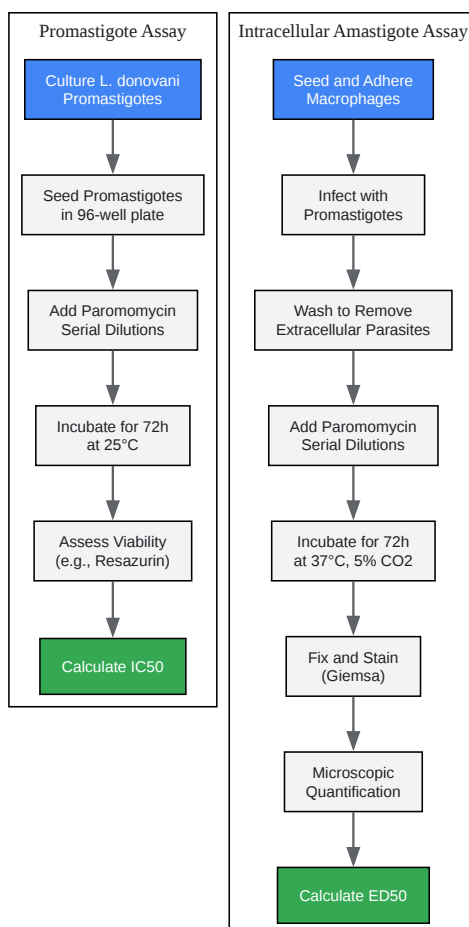 Promastigote Assay
Culture L. donovani
Promastigotes
Seed Promastigotes
in 96-well plate
Add Paromomycin
Serial Dilutions
Incubate for 72h
at 25°C
Assess Viability
(e.g., Resazurin)
Calculate IC50
Intracellular Amastigote Assay
Seed and Adhere
Macrophages
Infect with
Promastigotes
Wash to Remove
Extracellular Parasites
Add Paromomycin
Serial Dilutions
Incubate for 72h
at 37°C, 5% CO2
Fix and Stain
(Giemsa)
Microscopic
Quantification
Calculate ED50